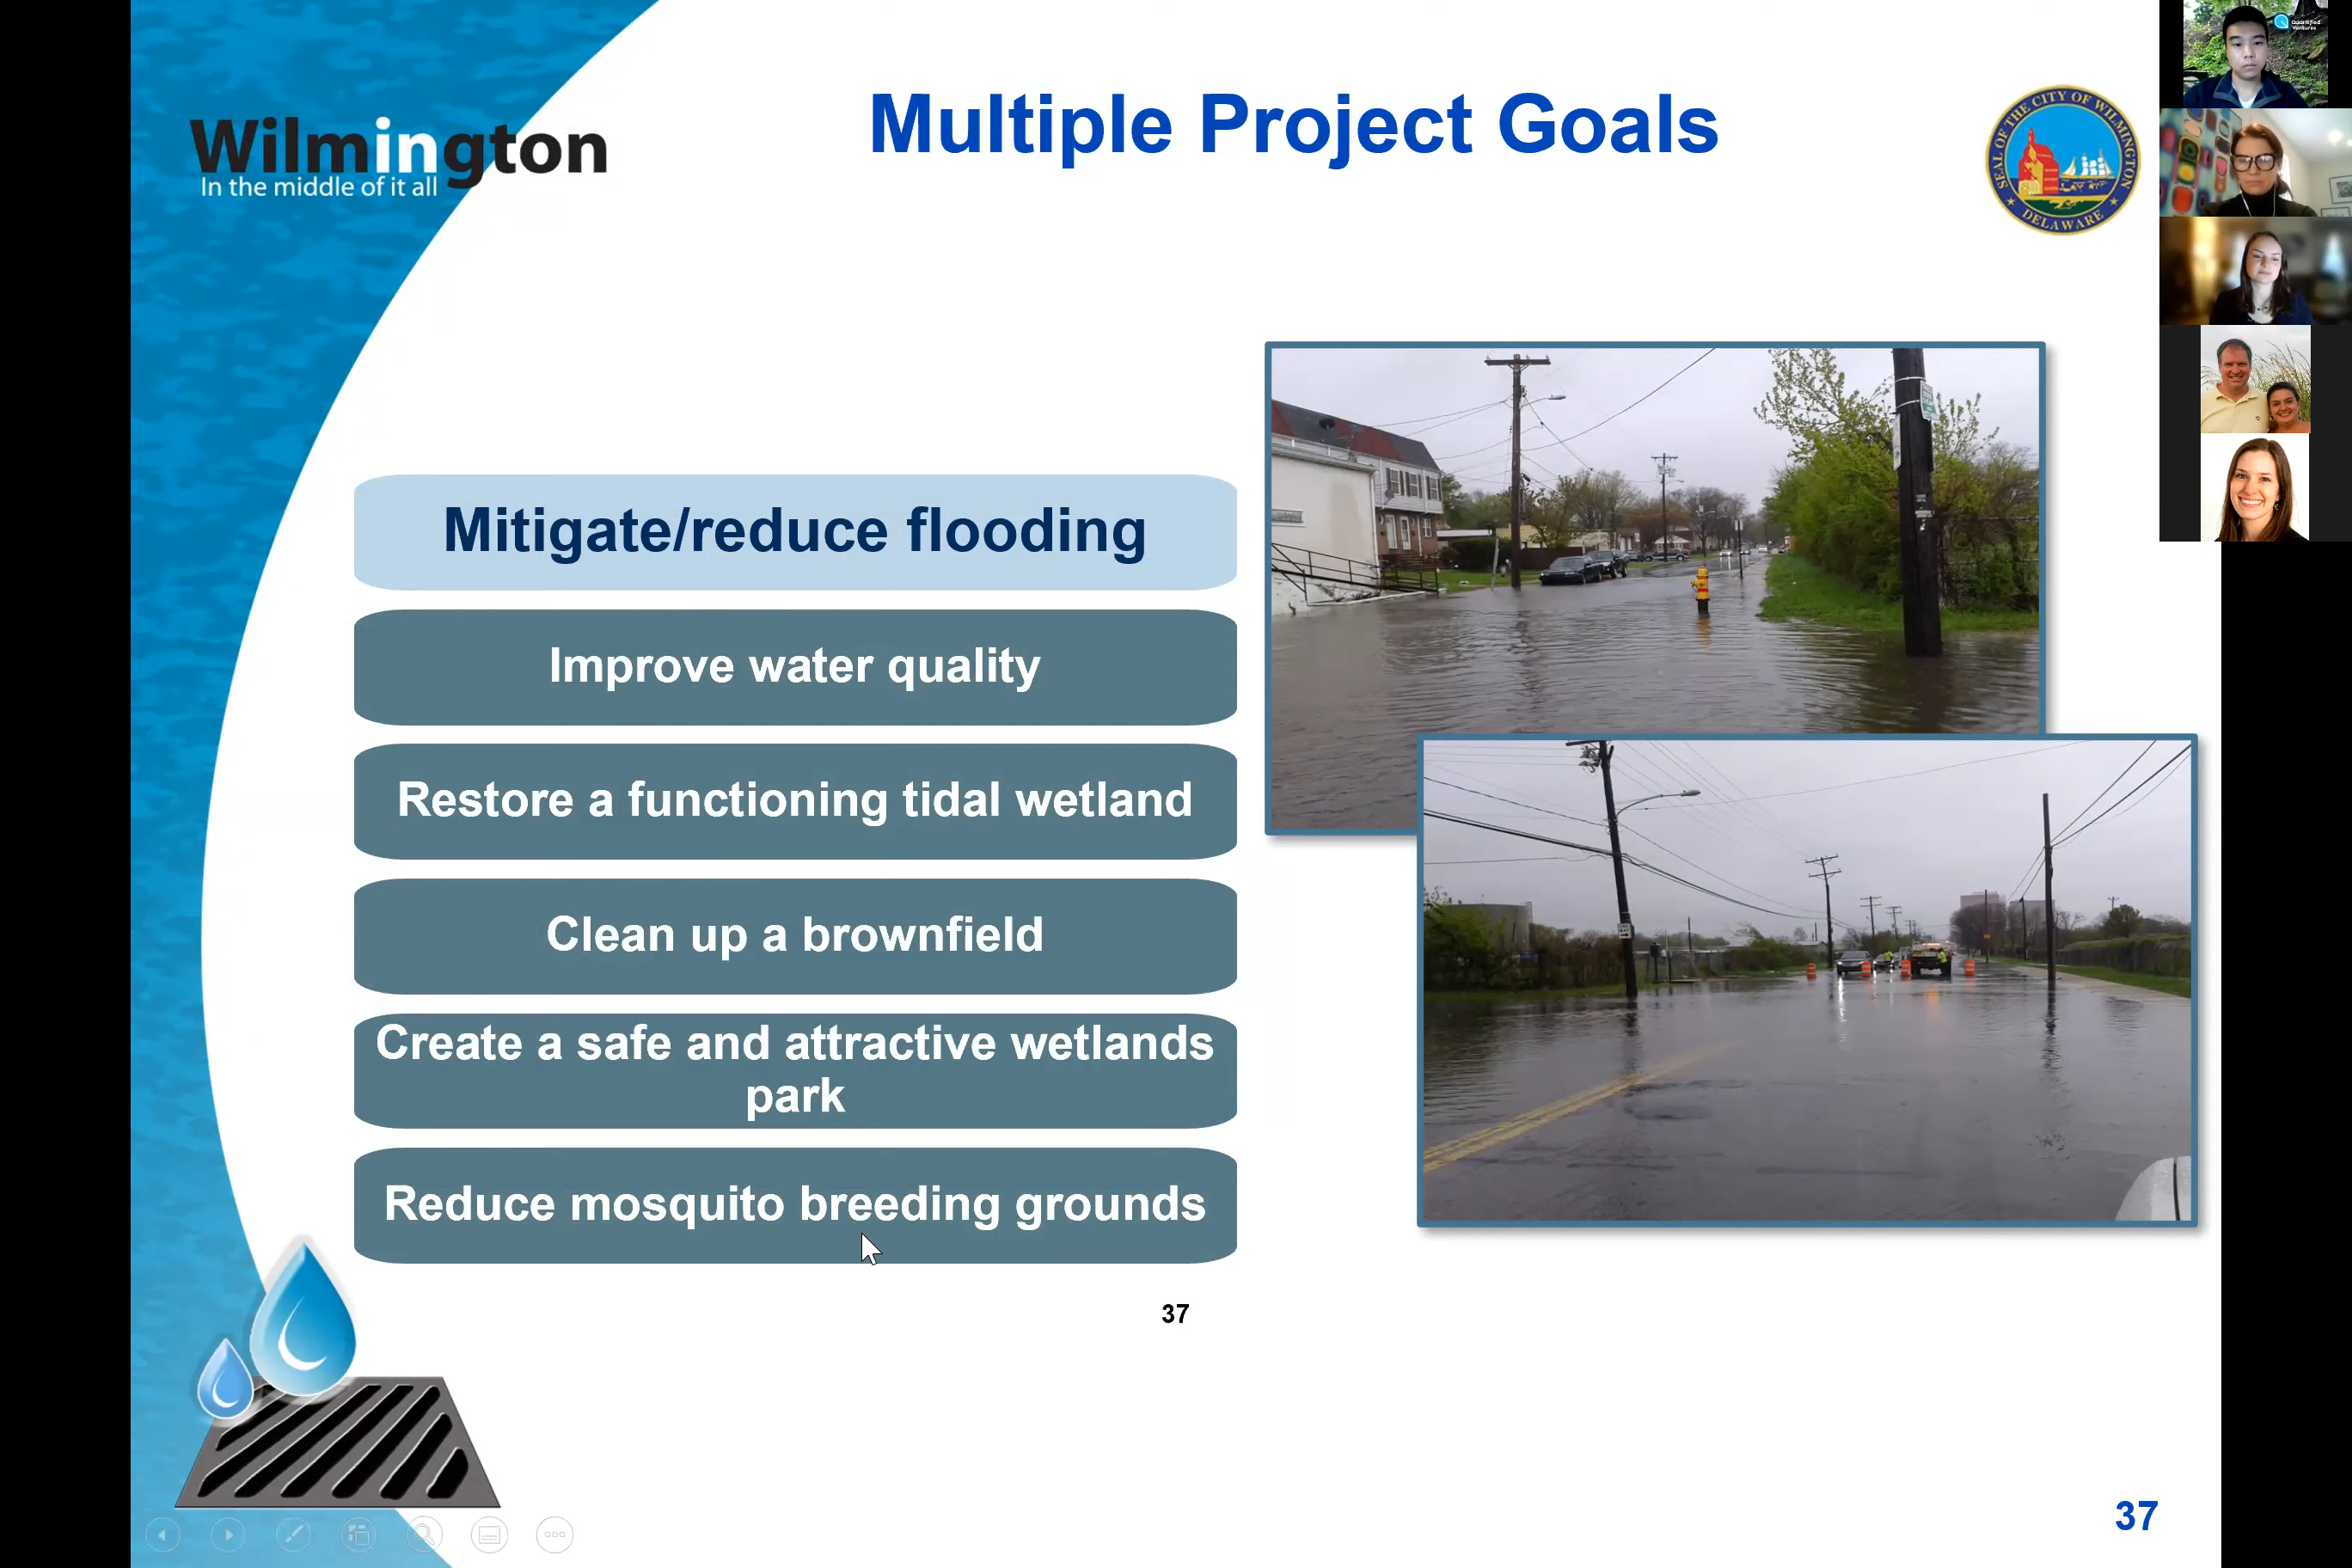 Multiple Project Goals
Wilmington
In the middle of it all
SEAL OF THE CITY OF WILMINGTON
DELAWARE
Quantified
Ventures
Mitigate/reduce flooding
Improve water quality
Restore a functioning tidal wetland
Clean up a brownfield
Create a safe and attractive wetlands
park
Reduce mosquito breeding grounds
37
37